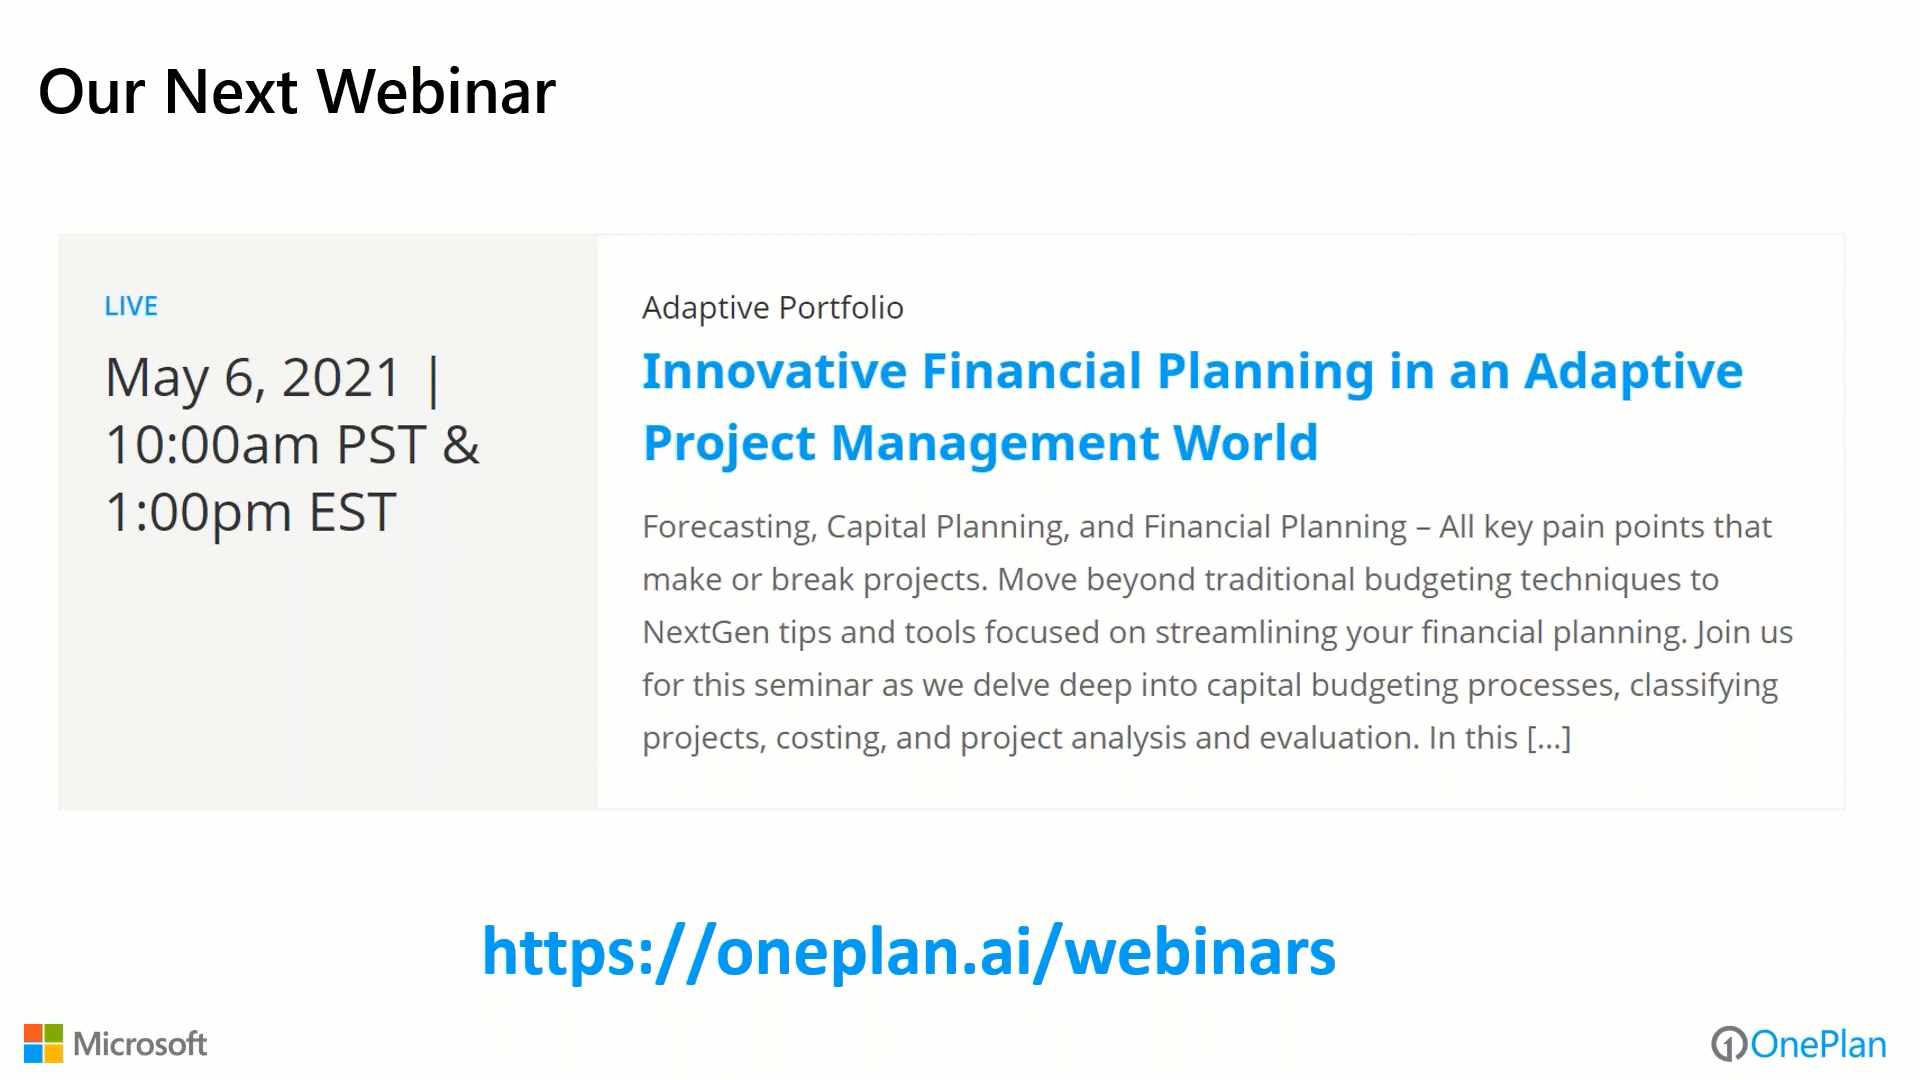 Our Next Webinar
LIVE
May 6, 2021 |
10:00am PST &
1:00pm EST
Adaptive Portfolio
Innovative Financial Planning in an Adaptive
Project Management World
Forecasting, Capital Planning, and Financial Planning – All key pain points that
make or break projects. Move beyond traditional budgeting techniques to
NextGen tips and tools focused on streamlining your financial planning. Join us
for this seminar as we delve deep into capital budgeting processes, classifying
projects, costing, and project analysis and evaluation. In this [...]
https://oneplan.ai/webinars
Microsoft
OnePlan